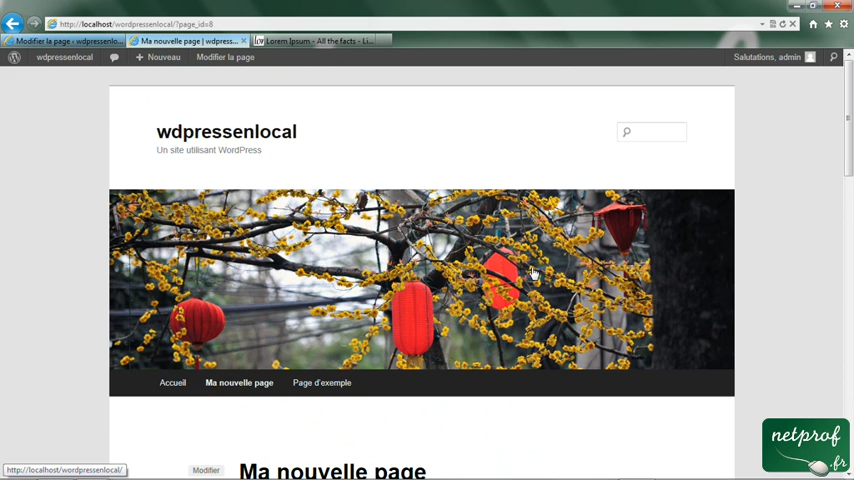 http://localhost/wordpressenlocal/?page_id=8
Modifier la page ‹ wdpressenlo...
Ma nouvelle page | wdpress...
Lorem Ipsum - All the facts - Li...
wdpressenlocal
Nouveau
Modifier la page
Salutations, admin
wdpressenlocal
Un site utilisant WordPress
Accueil
Ma nouvelle page
Page d'exemple
Modifier
Ma nouvelle page
http://localhost/wordpressenlocal/
netprof
.fr